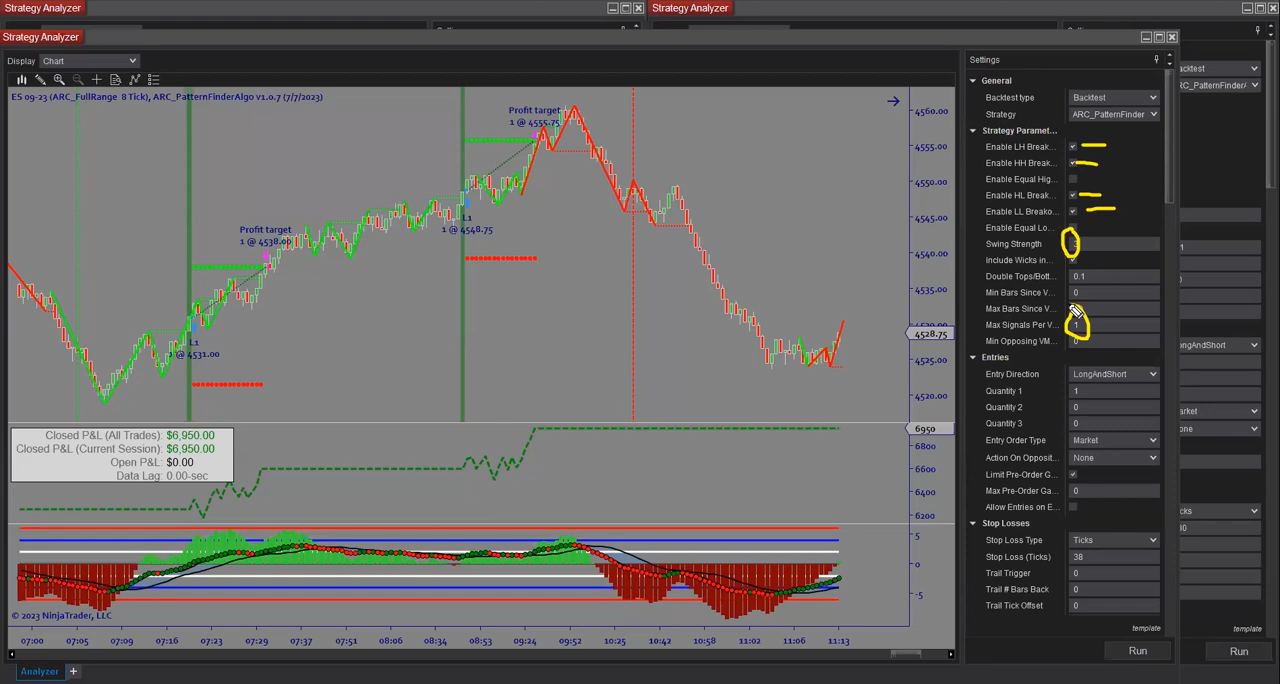 Strategy Analyzer
Strategy Analyzer
Strategy Analyzer
Display Chart
ES 09-23 (ARC_FullRange 8 Tick), ARC_PatternFinderAlgo v1.0.7 (7/7/2023)
Profit target
1 @ 4555.75
Profit target
1 @ 4538.00
L1
1 @ 4548.75
L1
1 @ 4531.00
4560.00
4555.00
4550.00
4545.00
4540.00
4535.00
4528.75
4525.00
4520.00
Closed P&L (All Trades): $6,950.00
Closed P&L (Current Session): $6,950.00
Open P&L: $0.00
Data Lag: 0.00-sec
6950
6800
6600
6400
6200
5
0
-5
© 2023 NinjaTrader, LLC
07:00 07:05 07:09 07:16 07:22 07:29 07:37 07:51 08:06 08:34 08:53 09:24 09:52 10:25 10:42 10:58 11:02 11:06 11:13
Analyzer +
Settings
General
Backtest type Backtest
Strategy ARC_PatternFinder
Strategy Paramet...
Enable LH Break...
Enable HH Break...
Enable Equal Hig...
Enable HL Break...
Enable LL Breako...
Enable Equal Lo...
Swing Strength 3
Include Wicks in...
Double Tops/Bott... 0.1
Min Bars Since V... 0
Max Bars Since V...
Max Signals Per V... 1
Min Opposing VM... 0
Entries
Entry Direction LongAndShort
Quantity 1 1
Quantity 2 0
Quantity 3 0
Entry Order Type Market
Action On Opposit... None
Limit Pre-Order G...
Max Pre-Order Ga... 0
Allow Entries on E...
Stop Losses
Stop Loss Type Ticks
Stop Loss (Ticks) 38
Trail Trigger 0
Trail # Bars Back 0
Trail Tick Offset 0
template
Run
acktest
RC_PatternFinderA
ongAndShort
arket
one
cks
template
Run